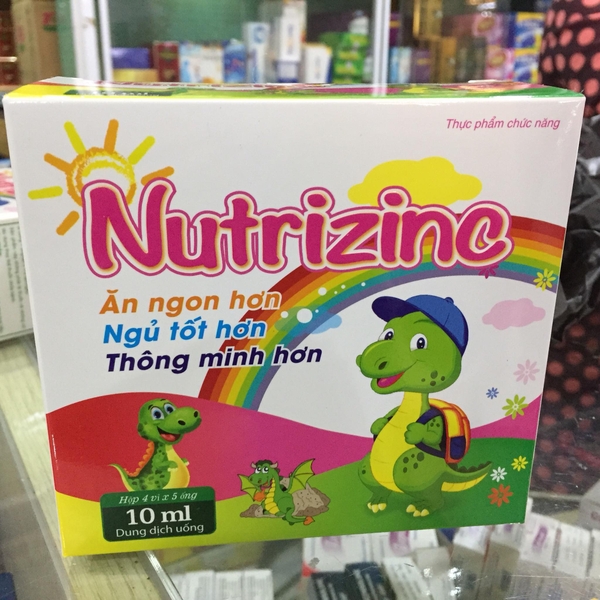 Thực phẩm chức năng
Nutrizinc
Ăn ngon hơn
Ngủ tốt hơn
Thông minh hơn
Hộp 4 vỉ x 5 ống
10 ml
Dung dịch uống